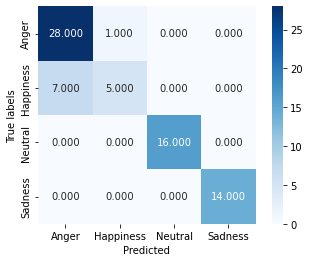 28.000 1.000 0.000 0.000
7.000 5.000 0.000 0.000
0.000 0.000 16.000 0.000
0.000 0.000 0.000 14.000
Anger
Happiness
Neutral
Sadness
True labels
Anger Happiness Neutral Sadness
Predicted
25
20
15
10
5
0